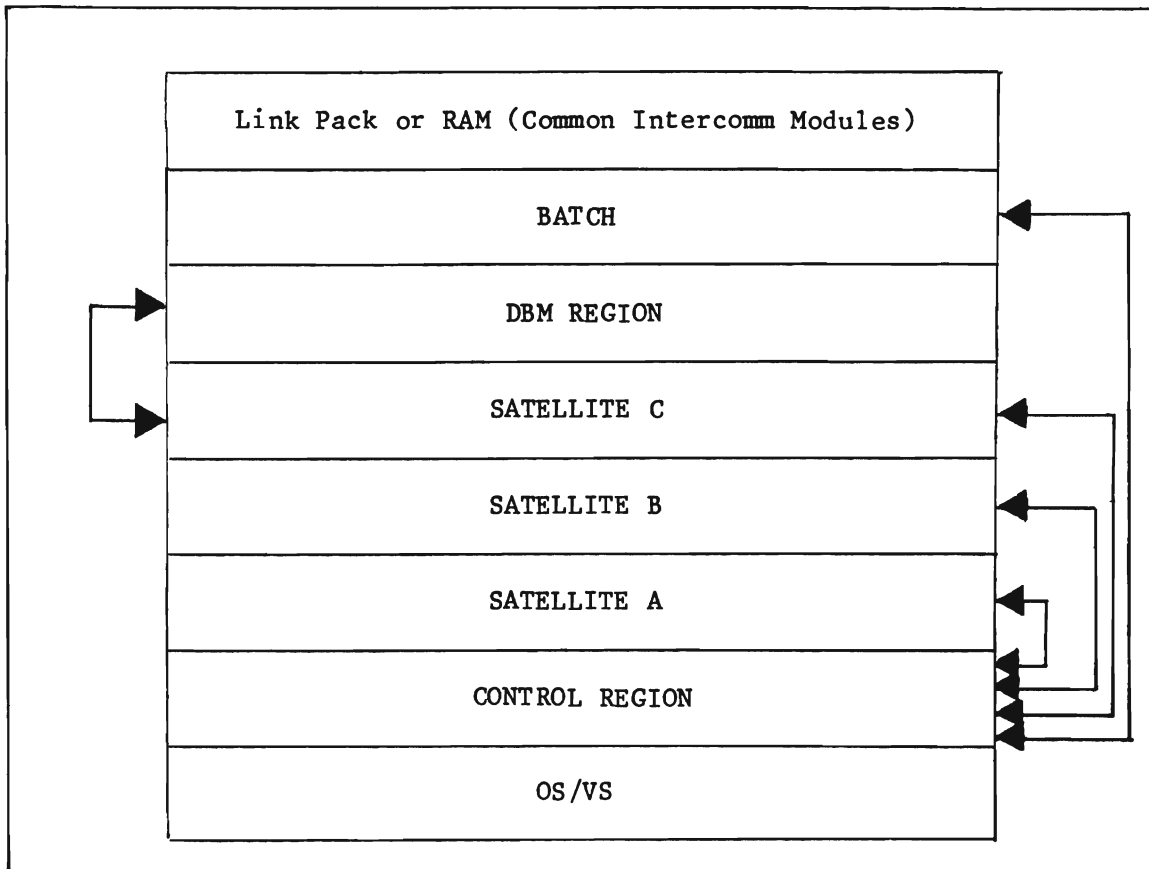 Link Pack or RAM (Common Intercomm Modules)
BATCH
DBM REGION
SATELLITE C
SATELLITE B
SATELLITE A
CONTROL REGION
OS/VS